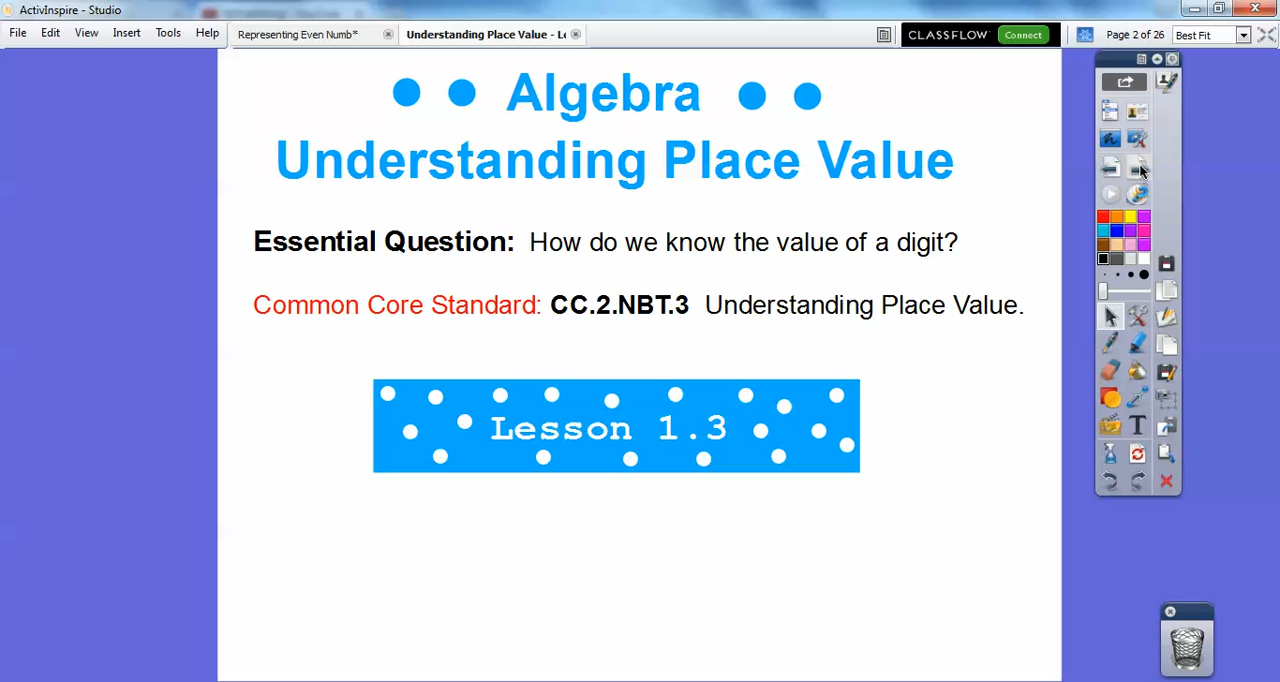 ActivInspire - Studio
File Edit View Insert Tools Help
Representing Even Numb*
Understanding Place Value - Le
CLASSFLOW Connect
Page 2 of 26
Best Fit
Algebra
Understanding Place Value
Essential Question: How do we know the value of a digit?
Common Core Standard: CC.2.NBT.3 Understanding Place Value.
Lesson 1.3
T